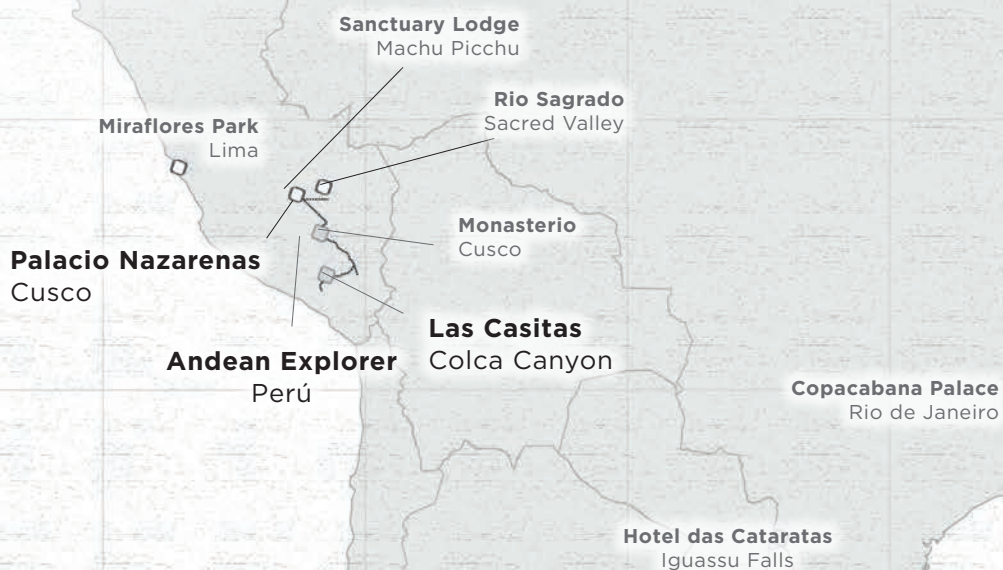 Sanctuary Lodge
Machu Picchu
Rio Sagrado
Sacred Valley
Miraflores Park
Lima
Monasterio
Cusco
Palacio Nazarenas
Cusco
Las Casitas
Colca Canyon
Andean Explorer
Perú
Copacabana Palace
Rio de Janeiro
Hotel das Cataratas
Iguassu Falls